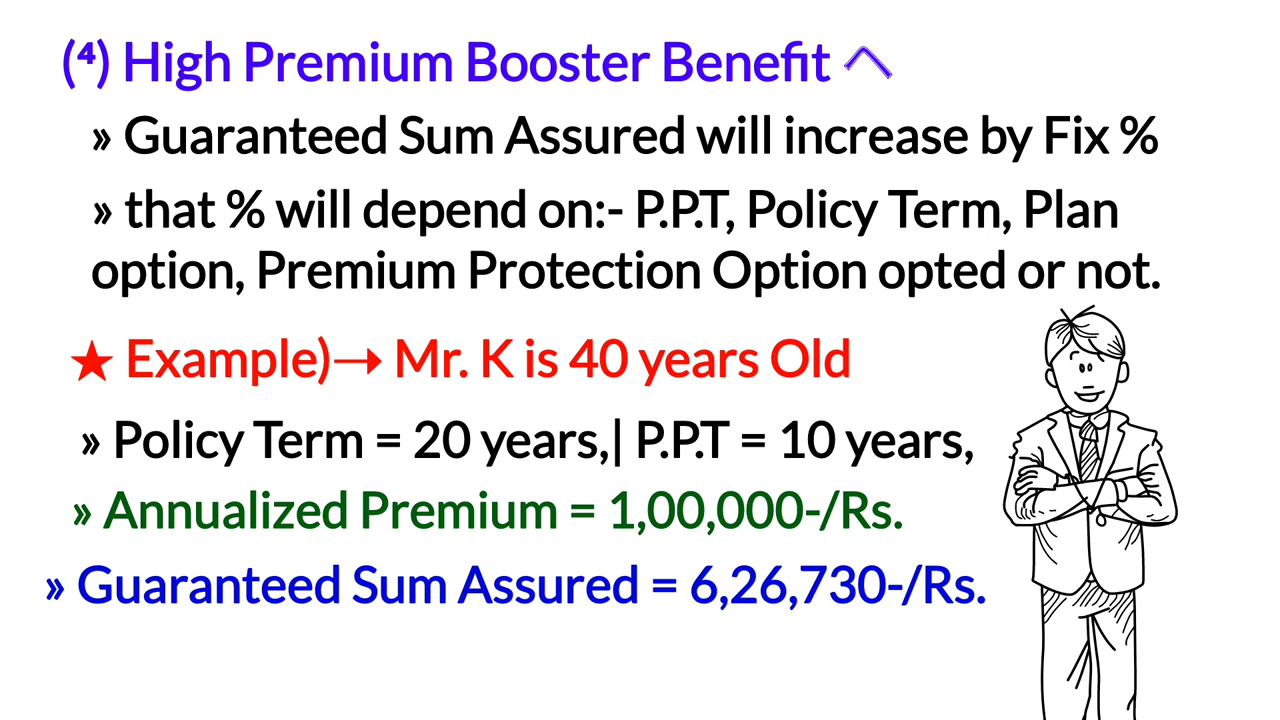 (⁴) High Premium Booster Benefit
» Guaranteed Sum Assured will increase by Fix %
» that % will depend on:- P.P.T, Policy Term, Plan
option, Premium Protection Option opted or not.
★ Example)→ Mr. K is 40 years Old
» Policy Term = 20 years,| P.P.T = 10 years,
» Annualized Premium = 1,00,000-/Rs.
» Guaranteed Sum Assured = 6,26,730-/Rs.